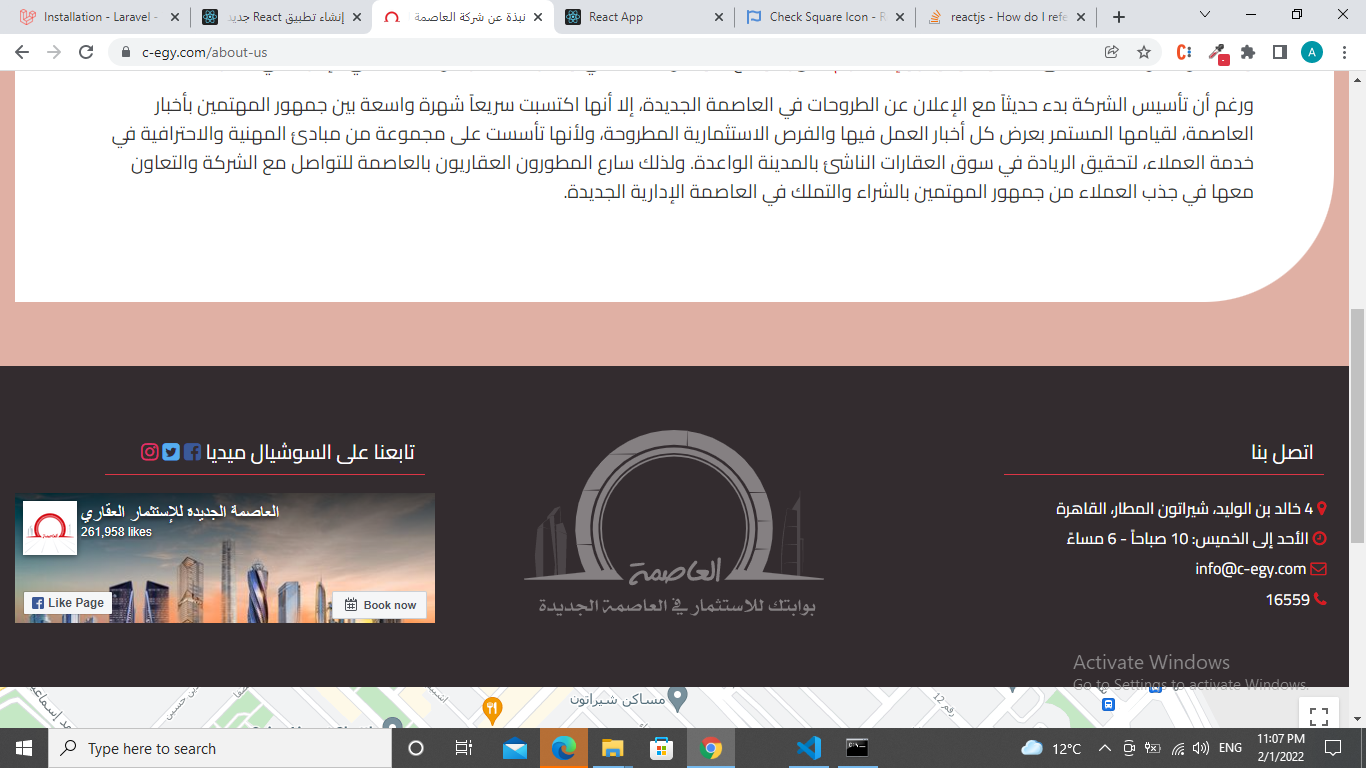 Installation - Laravel -
إنشاء تطبيق React جديد
نبذة عن شركة العاصمة
React App
Check Square Icon - R
reactjs - How do I refe
c-egy.com/about-us
A
ورغم أن تأسيس الشركة بدء حديثاً مع الإعلان عن الطروحات في العاصمة الجديدة، إلا أنها اكتسبت سريعاً شهرة واسعة بين جمهور المهتمين بأخبار
العاصمة، لقيامها المستمر بعرض كل أخبار العمل فيها والفرص الاستثمارية المطروحة، ولأنها تأسست على مجموعة من مبادئ المهنية والاحترافية في
خدمة العملاء، لتحقيق الريادة في سوق العقارات الناشئ بالمدينة الواعدة. ولذلك سارع المطورون العقاريون بالعاصمة للتواصل مع الشركة والتعاون
معها في جذب العملاء من جمهور المهتمين بالشراء والتملك في العاصمة الإدارية الجديدة.
اتصل بنا
4 خالد بن الوليد، شيراتون المطار، القاهرة
الأحد إلى الخميس: 10 صباحاً - 6 مساءً
info@c-egy.com
16559
العاصمة
بوابتك للاستثمار في العاصمة الجديدة
تابعنا على السوشيال ميديا
العاصمة الجديدة للإستثمار العقاري
261,958 likes
Like Page
Book now
Activate Windows
Go to Settings to activate Windows.
مساكن شيراتون
رقم 12
Type here to search
12°C
ENG
11:07 PM
2/1/2022